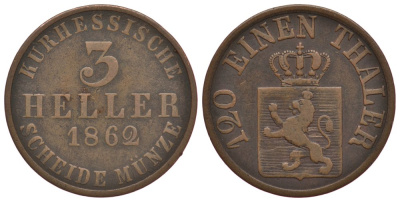 KURHESSISCHE
3
HELLER
1862
SCHEIDE MÜNZE
120 EINEN THALER